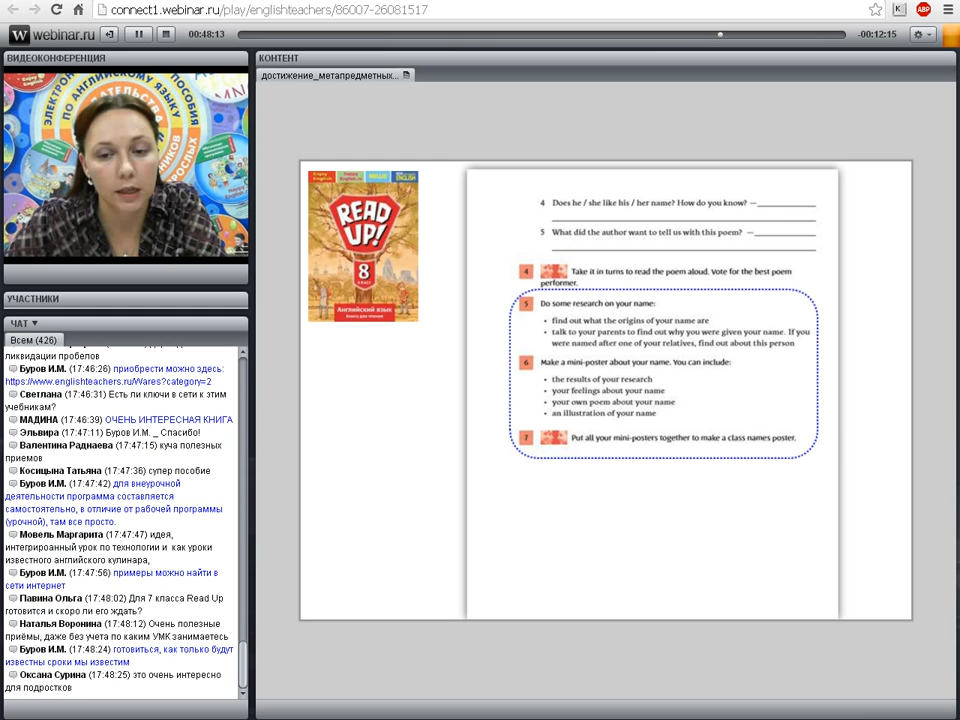 connect1.webinar.ru/play/englishteachers/86007-26081517
webinar.ru
00:48:13
-00:12:15
ВИДЕОКОНФЕРЕНЦИЯ
ЭЛЕКТРОННЫЕ ПОСОБИЯ
ПО АНГЛИЙСКОМУ ЯЗЫКУ
УЧАСТНИКИ
ЧАТ
Всем (426)
ликвидации пробелов
Буров И.М. (17:46:26) приобрести можно здесь:
https://www.englishteachers.ru/Wares?category=2
Светлана (17:46:31) Есть ли ключи в сети к этим
учебникам?
МАДИНА (17:46:39) ОЧЕНЬ ИНТЕРЕСНАЯ КНИГА
Эльвира (17:47:11) Буров И.М. _ Спасибо!
Валентина Раднаева (17:47:15) куча полезных
приемов
Косицына Татьяна (17:47:36) супер пособие
Буров И.М. (17:47:42) для внеурочной
деятельности программа составляется
самостоятельно, в отличие от рабочей программы
(урочной), там все просто.
Мовель Маргарита (17:47:47) идея,
интегрироанный урок по технологии и как уроки
известного английского кулинара,
Буров И.М. (17:47:56) примеры можно найти в
сети интернет
Павина Ольга (17:48:02) Для 7 класса Read Up
готовится и скоро ли его ждать?
Наталья Воронина (17:48:12) Очень полезные
приёмы, даже без учета по каким УМК занимаетесь
Буров И.М. (17:48:24) готовиться, как только будут
известны сроки мы известим
Оксана Сурина (17:48:25) это очень интересно
для подростков
КОНТЕНТ
достижение_метапредметных...
READ
UP!
8
КЛАСС
Английский язык
Книга для чтения
4 Does he / she like his / her name? How do you know? —
5 What did the author want to tell us with this poem? —
4 Take it in turns to read the poem aloud. Vote for the best poem
performer.
5 Do some research on your name:
• find out what the origins of your name are
• talk to your parents to find out why you were given your name. If you
were named after one of your relatives, find out about this person
6 Make a mini-poster about your name. You can include:
• the results of your research
• your feelings about your name
• your own poem about your name
• an illustration of your name
7 Put all your mini-posters together to make a class names poster.